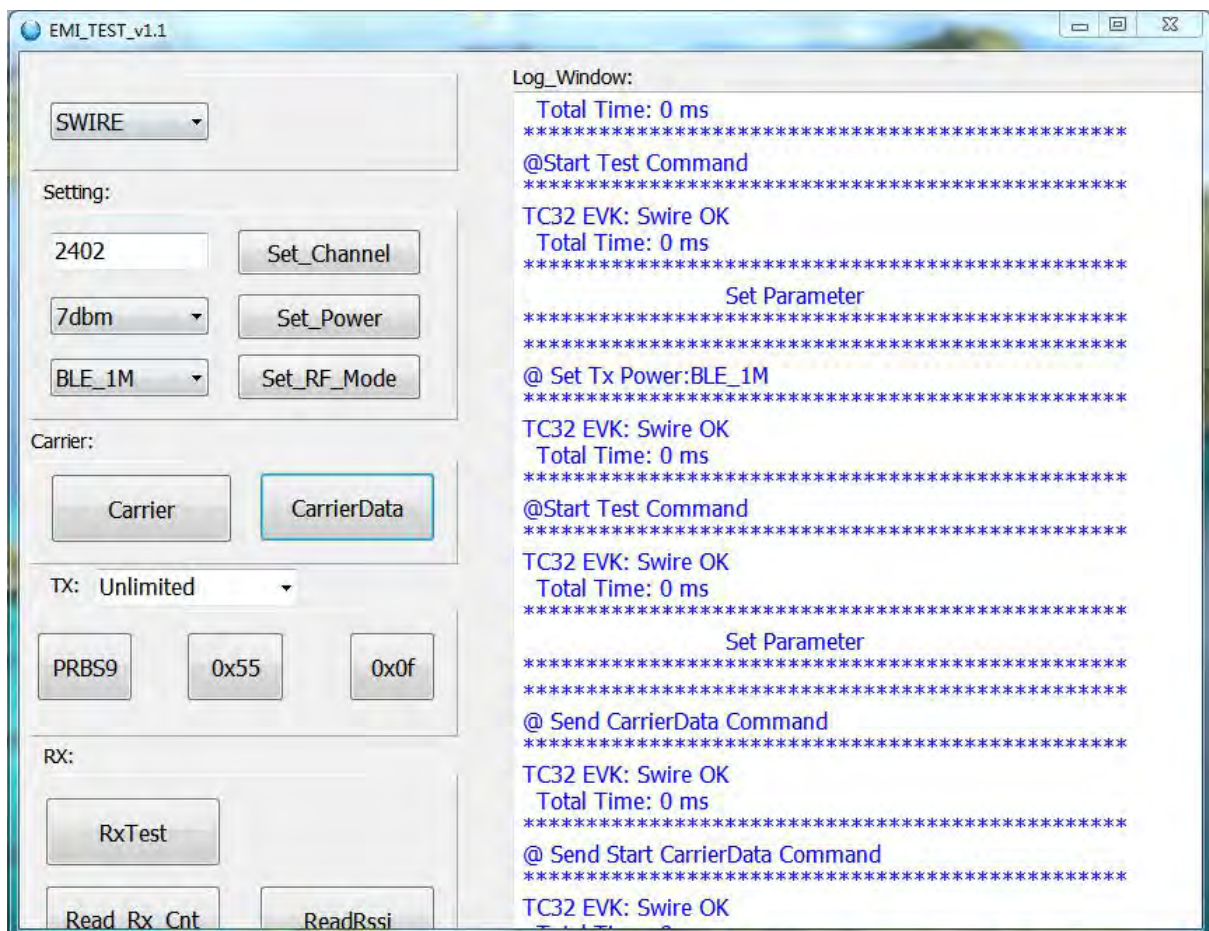 EMI_TEST_v1.1
SWIRE
Setting:
2402
Set_Channel
7dbm
Set_Power
BLE_1M
Set_RF_Mode
Carrier:
Carrier
CarrierData
TX: Unlimited
PRBS9
0x55
0x0f
RX:
RxTest
Read_Rx_Cnt
ReadRssi
Log_Window:
Total Time: 0 ms
************************************************
@Start Test Command
************************************************
TC32 EVK: Swire OK
Total Time: 0 ms
************************************************
Set Parameter
************************************************
************************************************
@ Set Tx Power:BLE_1M
************************************************
TC32 EVK: Swire OK
Total Time: 0 ms
************************************************
@Start Test Command
************************************************
TC32 EVK: Swire OK
Total Time: 0 ms
************************************************
Set Parameter
************************************************
************************************************
@ Send CarrierData Command
************************************************
TC32 EVK: Swire OK
Total Time: 0 ms
************************************************
@ Send Start CarrierData Command
************************************************
TC32 EVK: Swire OK